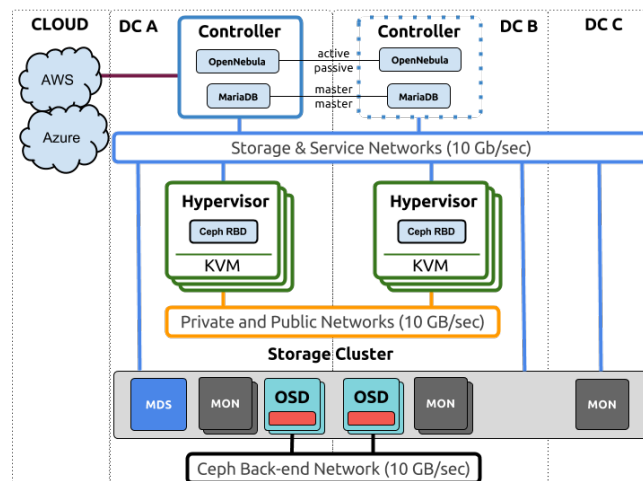 CLOUD
DC A
Controller
Controller
DC B
DC C
OpenNebula
active
passive
OpenNebula
AWS
MariaDB
master
master
MariaDB
Azure
Storage & Service Networks (10 Gb/sec)
Hypervisor
Hypervisor
Ceph RBD
Ceph RBD
KVM
KVM
Private and Public Networks (10 GB/sec)
Storage Cluster
MDS
MON
OSD
OSD
MON
MON
Ceph Back-end Network (10 GB/sec)